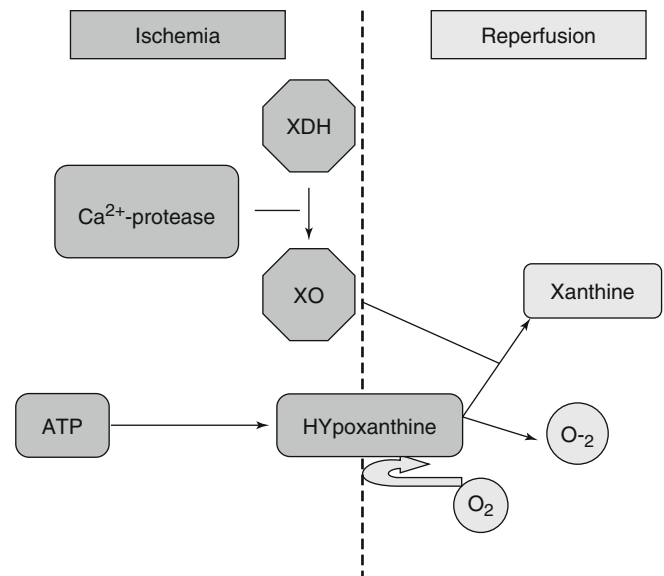 Ischemia
Reperfusion
XDH
Ca²⁺-protease
XO
Xanthine
ATP
HYpoxanthine
O-₂
O₂